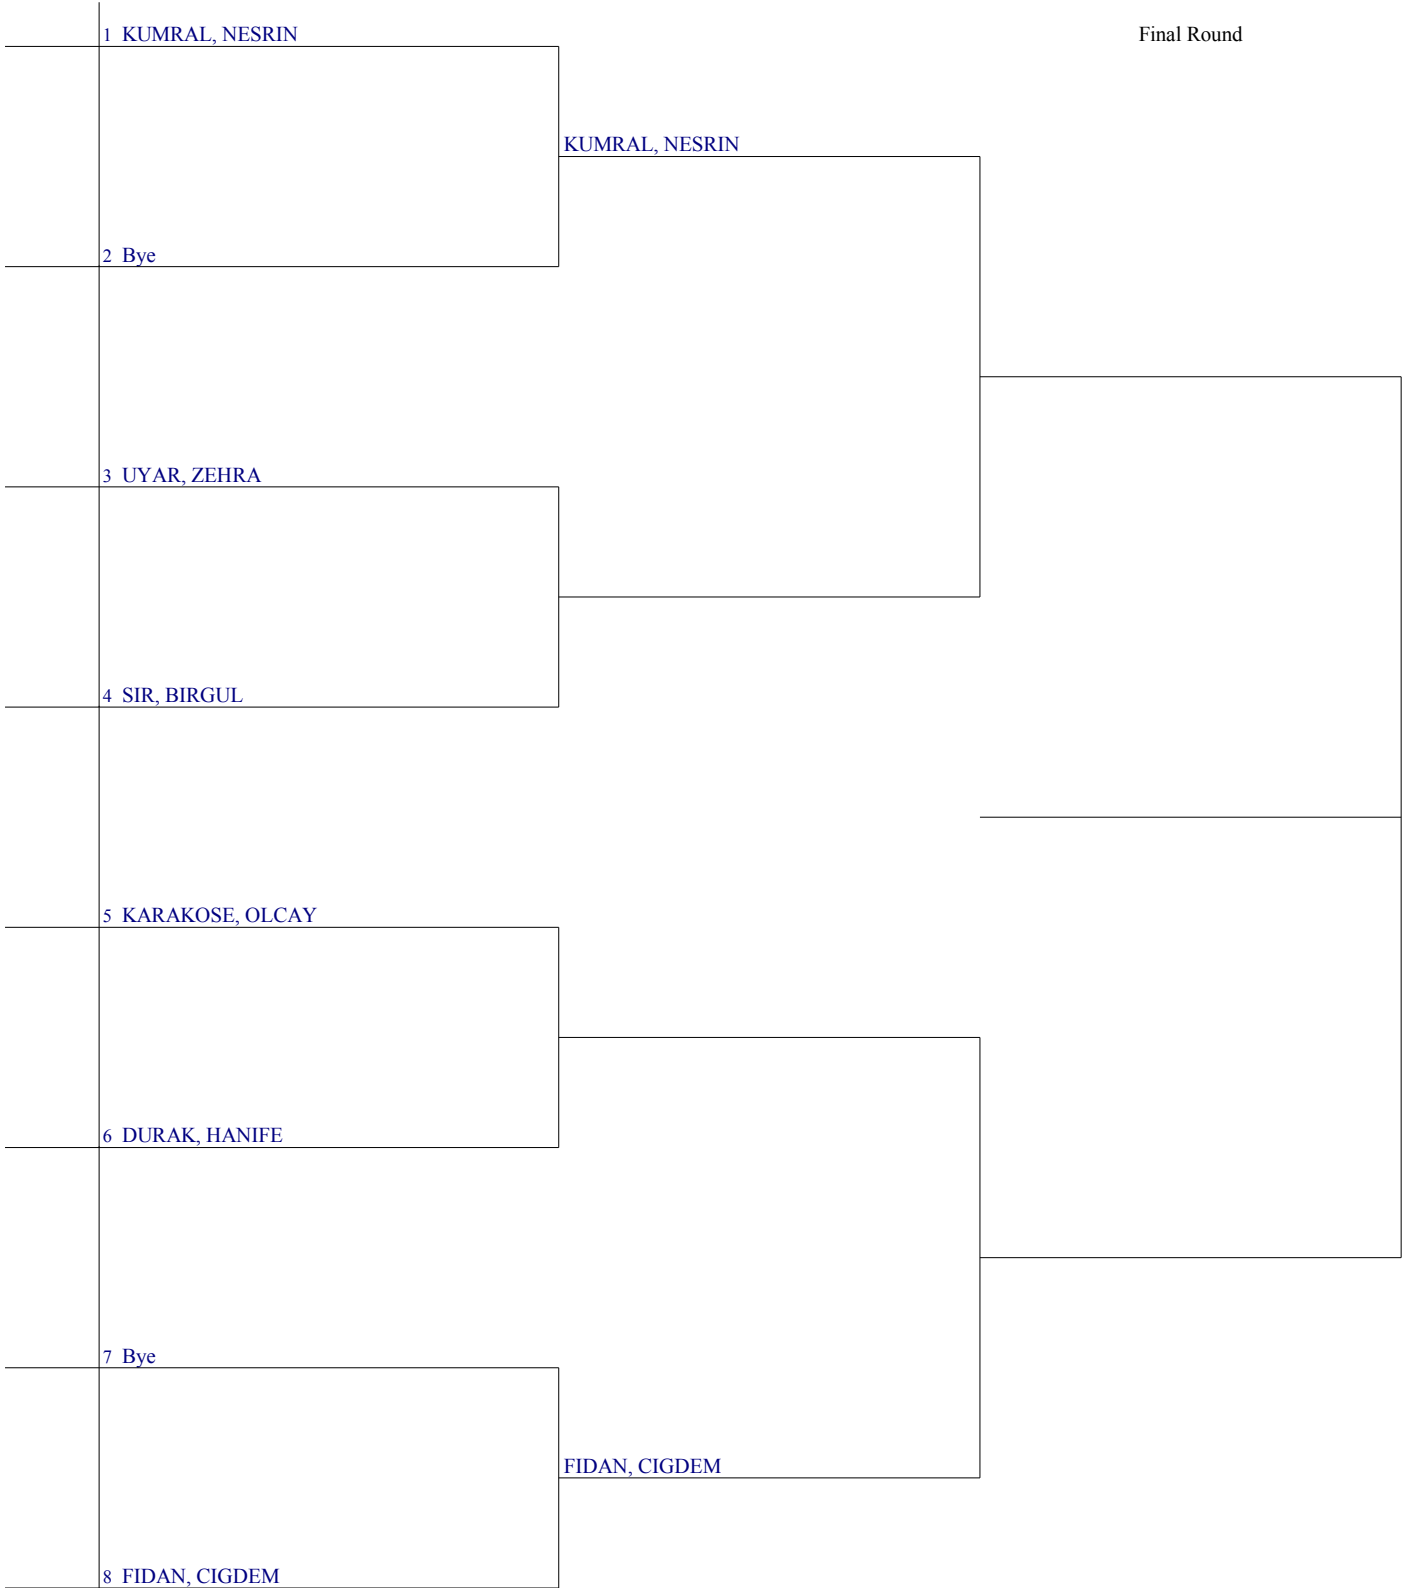 1 KUMRAL, NESRIN
Final Round
KUMRAL, NESRIN
2 Bye
3 UYAR, ZEHRA
4 SIR, BIRGUL
5 KARAKOSE, OLCAY
6 DURAK, HANIFE
7 Bye
FIDAN, CIGDEM
8 FIDAN, CIGDEM